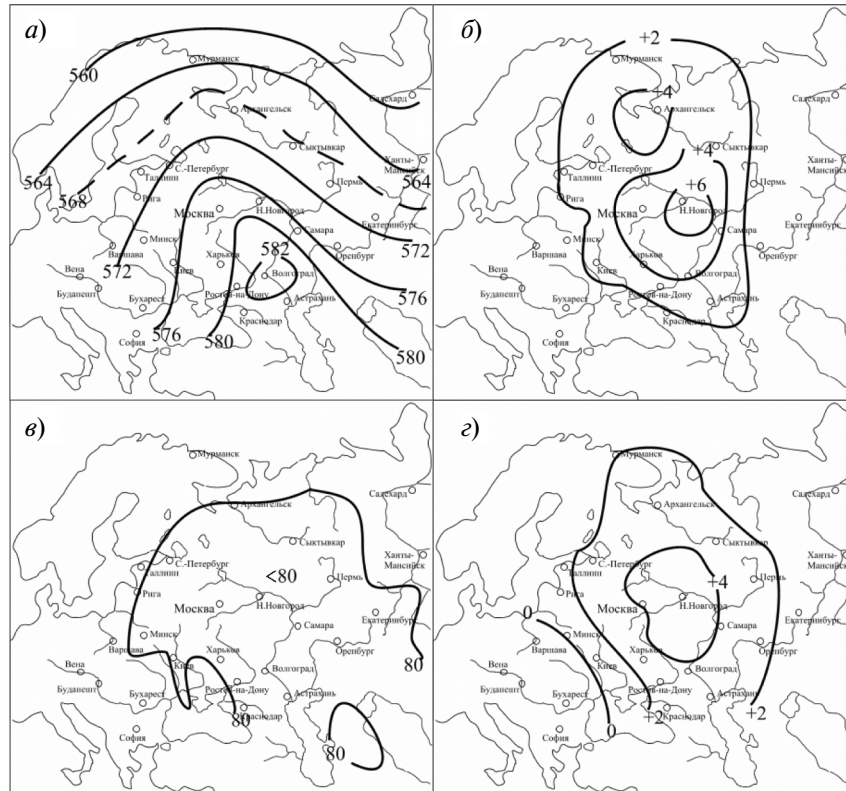 а)
560
Мурманск
Салехард
Архангельск
564
568
Сыктывкар
Ханты-
Мансийск
564
С.-Петербург
Таллинн
Пермь
Рига
Москва
Н.Новгород
Екатеринбург
Самара
572
Минск
Варшава
Харьков
582
Оренбург
572
Киев
Вена
Волгоград
Будапешт
Ростов-на-Дону
576
Бухарест
Астрахань
Краснодар
576
София
580
580
б)
+2
Мурманск
+4
Салехард
Архангельск
+4
Сыктывкар
Ханты-
Мансийск
С.-Петербург
Таллинн
+6
Пермь
Рига
Москва
Н.Новгород
Екатеринбург
Самара
Минск
Варшава
Харьков
Оренбург
Киев
Вена
Волгоград
Будапешт
Ростов-на-Дону
Бухарест
Астрахань
Краснодар
София
в)
Мурманск
Салехард
Архангельск
Сыктывкар
Ханты-
Мансийск
С.-Петербург
Таллинн
<80
Пермь
Рига
Москва
Н.Новгород
Екатеринбург
Самара
Минск
Варшава
Харьков
Оренбург
80
Киев
Вена
Волгоград
Будапешт
Ростов-на-Дону
Бухарест
Астрахань
80
Краснодар
София
80
г)
Мурманск
Салехард
Архангельск
Сыктывкар
Ханты-
Мансийск
С.-Петербург
Таллинн
+4
Пермь
Рига
Москва
Н.Новгород
Екатеринбург
0
Самара
Минск
Варшава
Харьков
Оренбург
Киев
Вена
Волгоград
Будапешт
Ростов-на-Дону
Бухарест
Астрахань
+2
Краснодар
+2
София
0